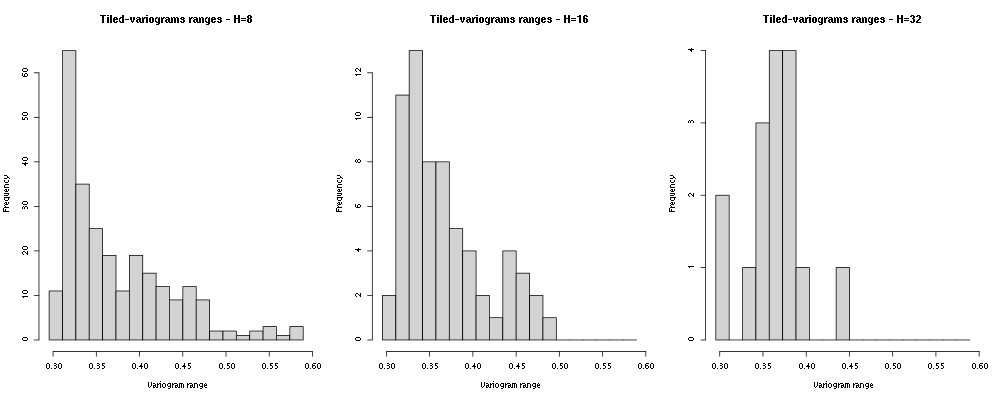 Tiled-variograms ranges - H=8
Frequency
60
50
40
30
20
10
0
0.30 0.35 0.40 0.45 0.50 0.55 0.60
Variogram range
Tiled-variograms ranges - H=16
Frequency
12
10
8
6
4
2
0
0.30 0.35 0.40 0.45 0.50 0.55 0.60
Variogram range
Tiled-variograms ranges - H=32
Frequency
4
3
2
1
0
0.30 0.35 0.40 0.45 0.50 0.55 0.60
Variogram range